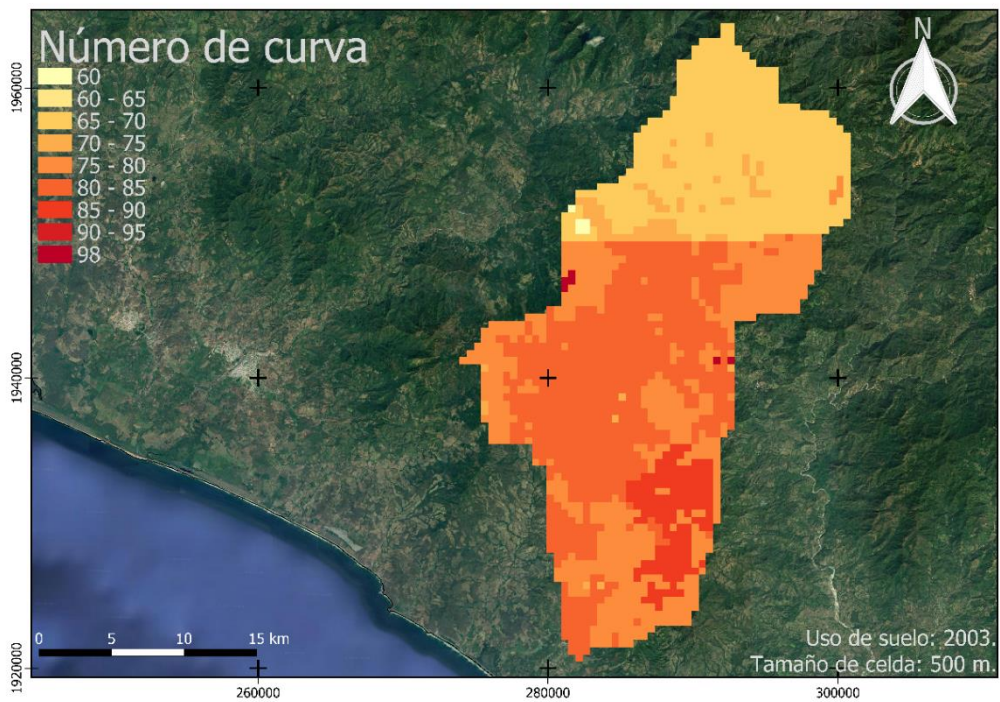 Número de curva
60
60 - 65
65 - 70
70 - 75
75 - 80
80 - 85
85 - 90
90 - 95
98
N
1960000
1940000
1920000
0 5 10 15 km
Uso de suelo: 2003.
Tamaño de celda: 500 m.
260000 280000 300000